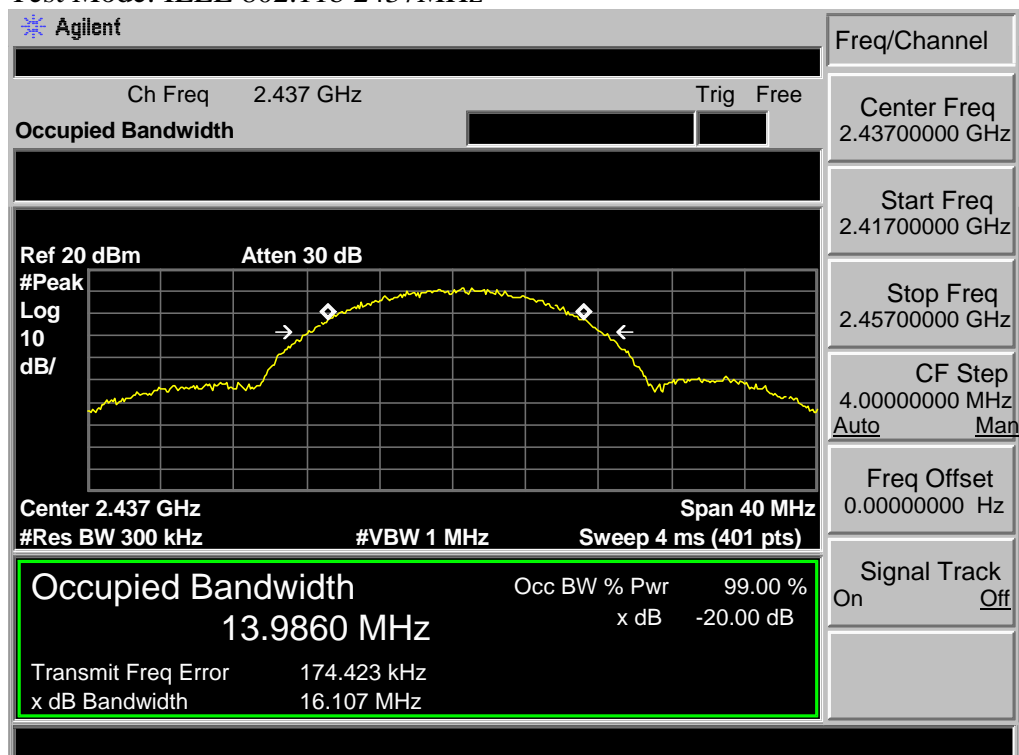 Test Mode: IEEE 802.11b 2437MHz
Agilent
Freq/Channel
Ch Freq 2.437 GHz Trig Free
Occupied Bandwidth
Center Freq
2.43700000 GHz
Start Freq
2.41700000 GHz
Stop Freq
2.45700000 GHz
CF Step
4.00000000 MHz
Auto Man
Freq Offset
0.00000000 Hz
Signal Track
On Off
Ref 20 dBm Atten 30 dB
#Peak
Log
10
dB/
Center 2.437 GHz Span 40 MHz
#Res BW 300 kHz #VBW 1 MHz Sweep 4 ms (401 pts)
Occupied Bandwidth Occ BW % Pwr 99.00 %
13.9860 MHz x dB -20.00 dB
Transmit Freq Error 174.423 kHz
x dB Bandwidth 16.107 MHz